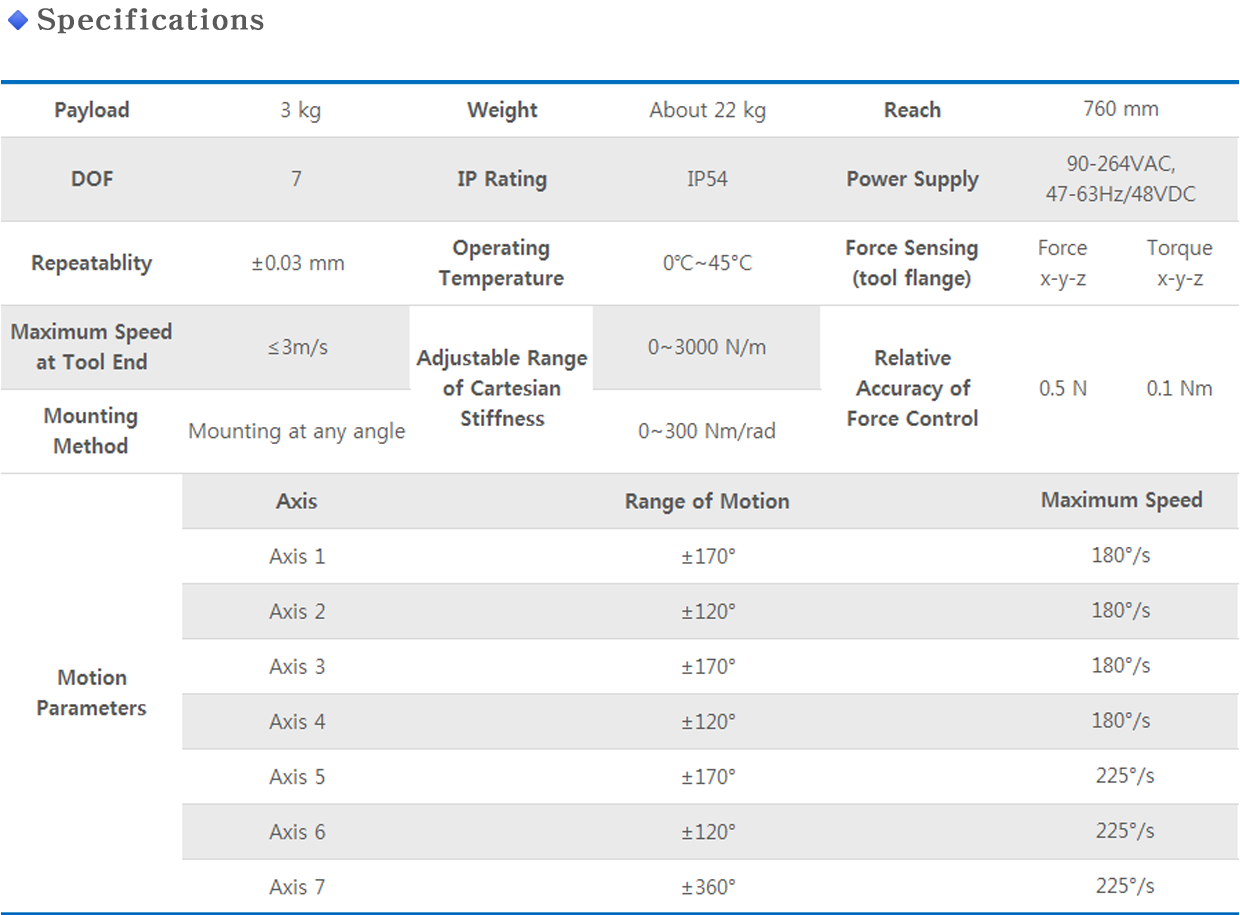 Specifications
Payload 3 kg Weight About 22 kg Reach 760 mm
DOF 7 IP Rating IP54 Power Supply 90-264VAC,
47-63Hz/48VDC
Repeatablity ±0.03 mm Operating
Temperature 0℃~45°C Force Sensing
(tool flange) Force
x-y-z Torque
x-y-z
Maximum Speed
at Tool End ≤3m/s Adjustable Range
of Cartesian
Stiffness 0~3000 N/m Relative
Accuracy of
Force Control 0.5 N 0.1 Nm
Mounting
Method Mounting at any angle 0~300 Nm/rad
Motion
Parameters
Axis Range of Motion Maximum Speed
Axis 1 ±170° 180°/s
Axis 2 ±120° 180°/s
Axis 3 ±170° 180°/s
Axis 4 ±120° 180°/s
Axis 5 ±170° 225°/s
Axis 6 ±120° 225°/s
Axis 7 ±360° 225°/s